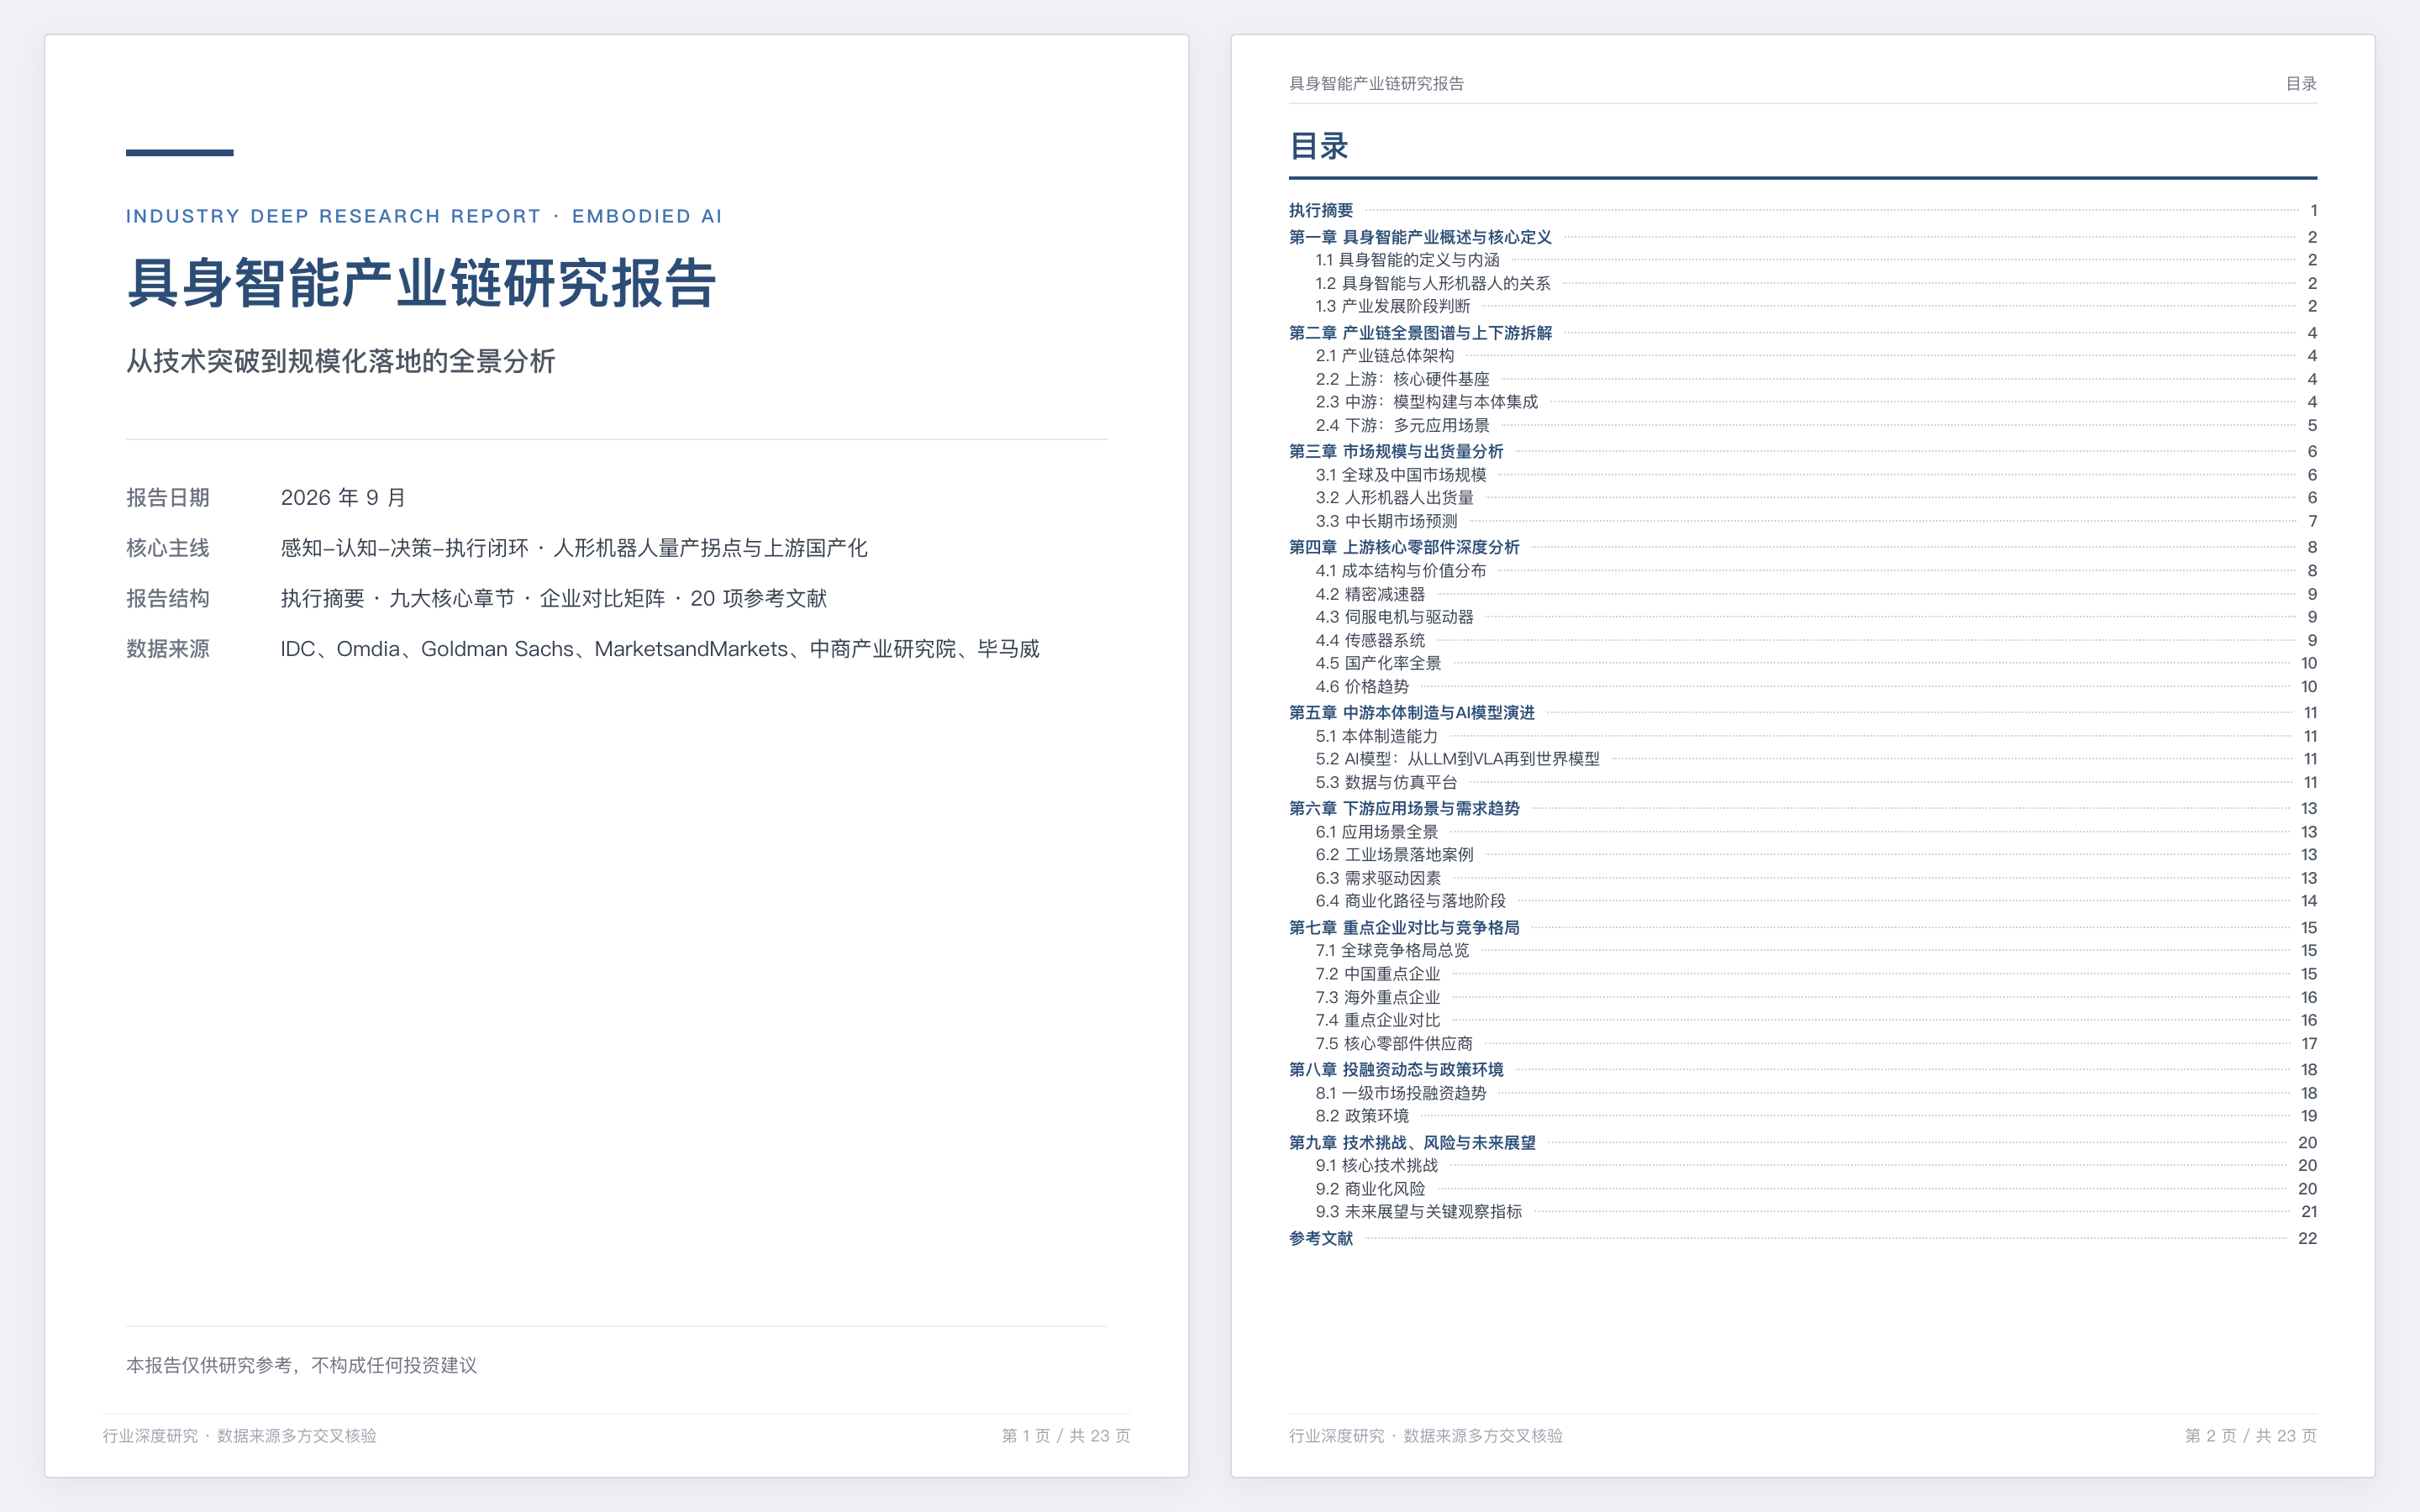 INDUSTRY DEEP RESEARCH REPORT · EMBODIED AI
具身智能产业链研究报告
从技术突破到规模化落地的全景分析
报告日期 2026 年 9 月
核心主线 感知–认知–决策–执行闭环 · 人形机器人量产拐点与上游国产化
报告结构 执行摘要 · 九大核心章节 · 企业对比矩阵 · 20 项参考文献
数据来源 IDC、Omdia、Goldman Sachs、MarketsandMarkets、中商产业研究院、毕马威
本报告仅供研究参考，不构成任何投资建议
行业深度研究 · 数据来源多方交叉核验 第 1 页 / 共 23 页
具身智能产业链研究报告 目录
目录
执行摘要 1
第一章 具身智能产业概述与核心定义 2
1.1 具身智能的定义与内涵 2
1.2 具身智能与人形机器人的关系 2
1.3 产业发展阶段判断 2
第二章 产业链全景图谱与上下游拆解 4
2.1 产业链总体架构 4
2.2 上游：核心硬件基座 4
2.3 中游：模型构建与本体集成 4
2.4 下游：多元应用场景 5
第三章 市场规模与出货量分析 6
3.1 全球及中国市场规模 6
3.2 人形机器人出货量 6
3.3 中长期市场预测 7
第四章 上游核心零部件深度分析 8
4.1 成本结构与价值分布 8
4.2 精密减速器 9
4.3 伺服电机与驱动器 9
4.4 传感器系统 9
4.5 国产化率全景 10
4.6 价格趋势 10
第五章 中游本体制造与AI模型演进 11
5.1 本体制造能力 11
5.2 AI模型：从LLM到VLA再到世界模型 11
5.3 数据与仿真平台 11
第六章 下游应用场景与需求趋势 13
6.1 应用场景全景 13
6.2 工业场景落地案例 13
6.3 需求驱动因素 13
6.4 商业化路径与落地阶段 14
第七章 重点企业对比与竞争格局 15
7.1 全球竞争格局总览 15
7.2 中国重点企业 15
7.3 海外重点企业 16
7.4 重点企业对比 16
7.5 核心零部件供应商 17
第八章 投融资动态与政策环境 18
8.1 一级市场投融资趋势 18
8.2 政策环境 19
第九章 技术挑战、风险与未来展望 20
9.1 核心技术挑战 20
9.2 商业化风险 20
9.3 未来展望与关键观察指标 21
参考文献 22
行业深度研究 · 数据来源多方交叉核验 第 2 页 / 共 23 页